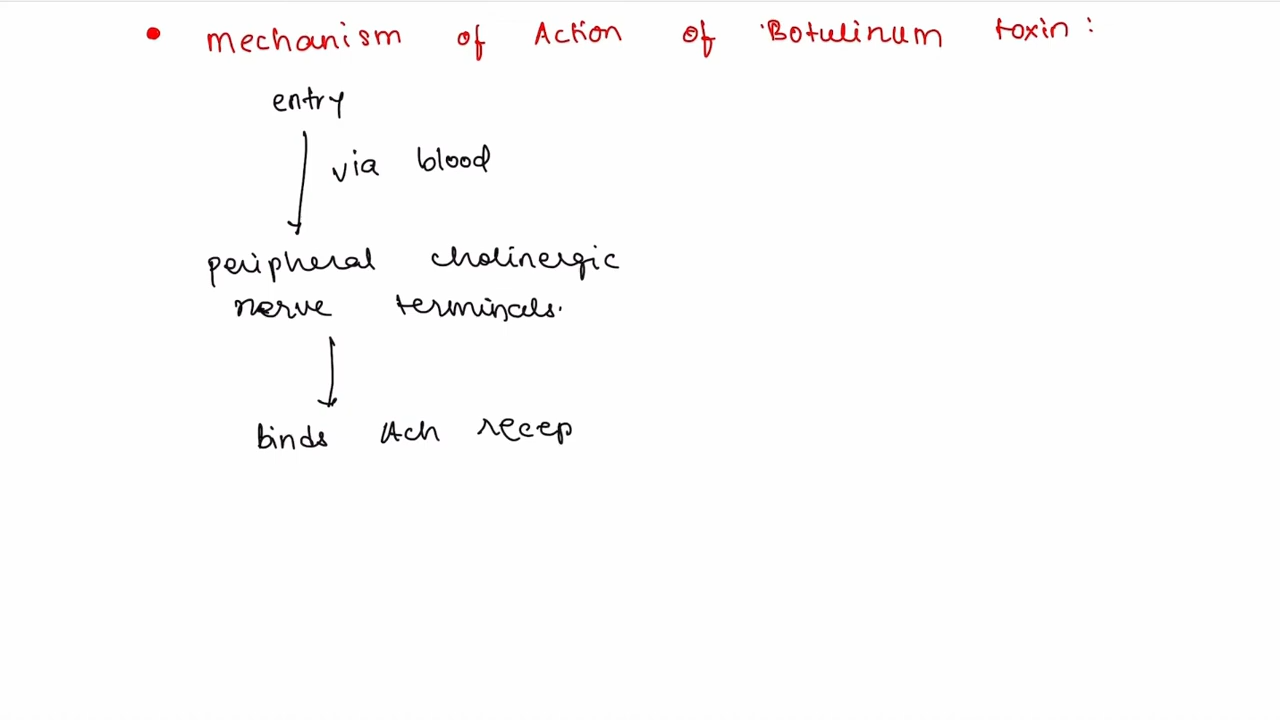 • Mechanism of Action of Botulinum toxin :
entry
via blood
peripheral cholinergic
nerve terminals.
binds Ach recep